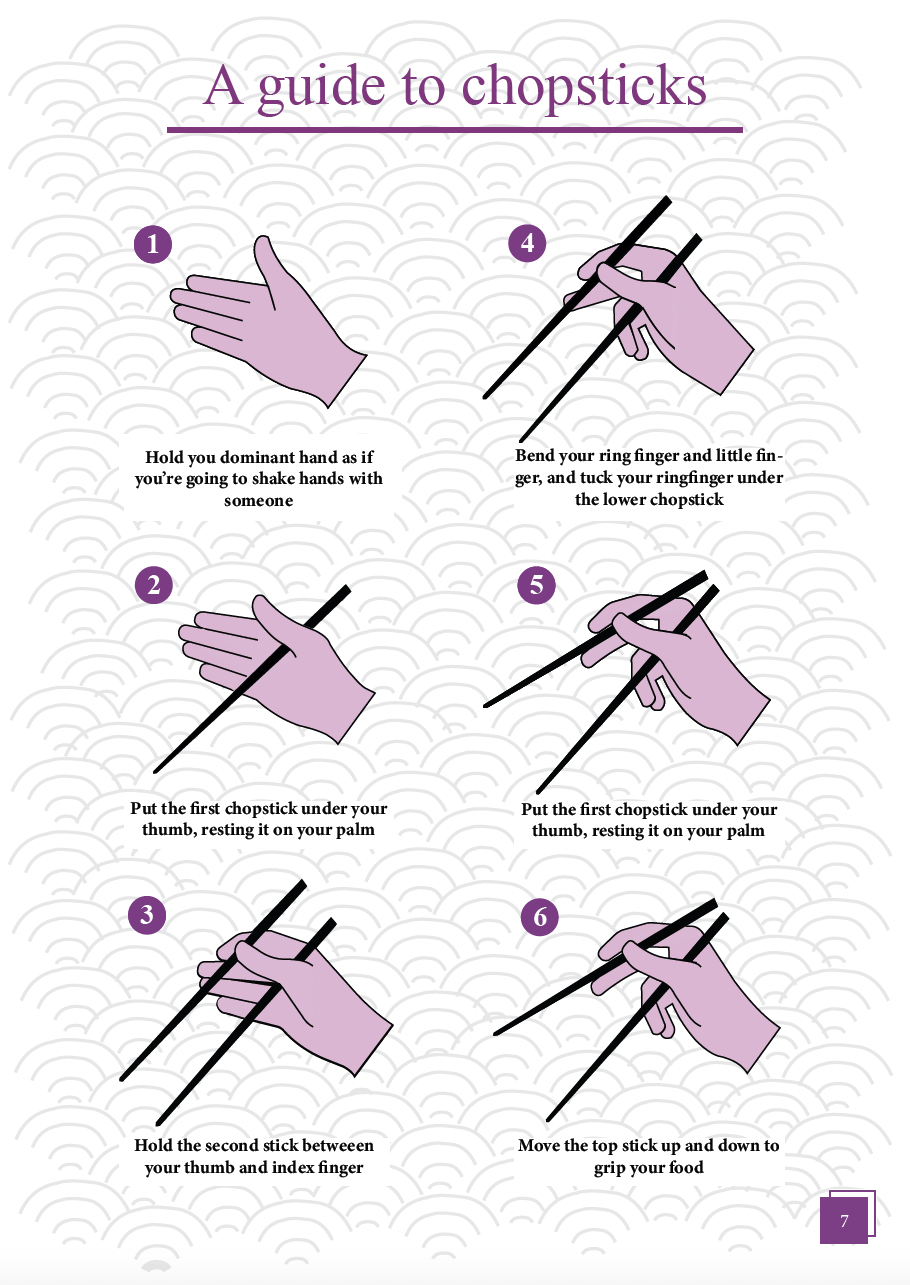 A guide to chopsticks
1
Hold you dominant hand as if
you're going to shake hands with
someone
2
Put the first chopstick under your
thumb, resting it on your palm
3
Hold the second stick betweeen
your thumb and index finger
4
Bend your ring finger and little fin-
ger, and tuck your ringfinger under
the lower chopstick
5
Put the first chopstick under your
thumb, resting it on your palm
6
Move the top stick up and down to
grip your food
7